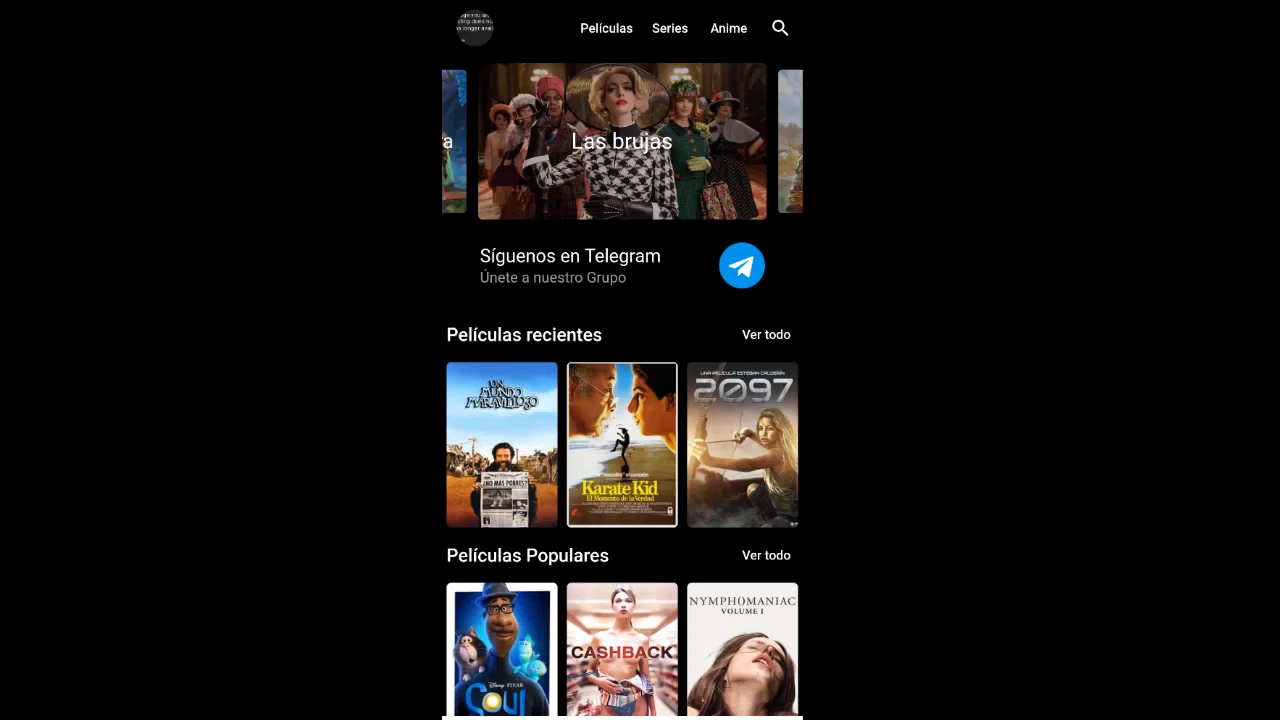 Películas Series Anime
a
Las brujas
Síguenos en Telegram
Únete a nuestro Grupo
Películas recientes Ver todo
UN
MUNDO
MARAVILLOSO
¿NO MÁS POBRES?
Karate Kid
El Momento de la Verdad
UNA PELÍCULA ESTEBAN CALDERÍN
2097
Películas Populares Ver todo
Disney PIXAR
Soul
CASHBACK
NYMPH()MANIAC
VOLUME I